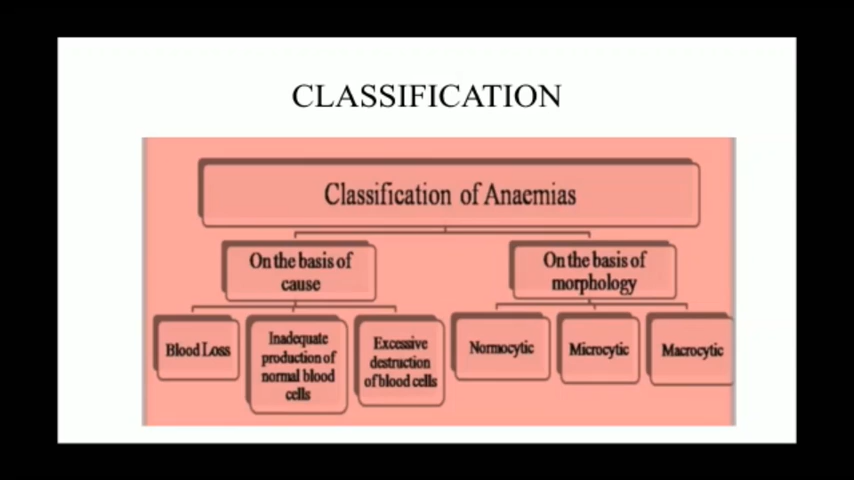 CLASSIFICATION
Classification of Anaemias
On the basis of
cause
On the basis of
morphology
Blood Loss
Inadequate
production of
normal blood
cells
Excessive
destruction
of blood cells
Normocytic
Microcytic
Macrocytic